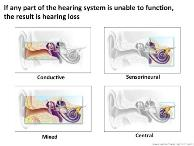 If any part of the hearing system is unable to function,
the result is hearing loss
Conductive
Sensorineural
Mixed
Central